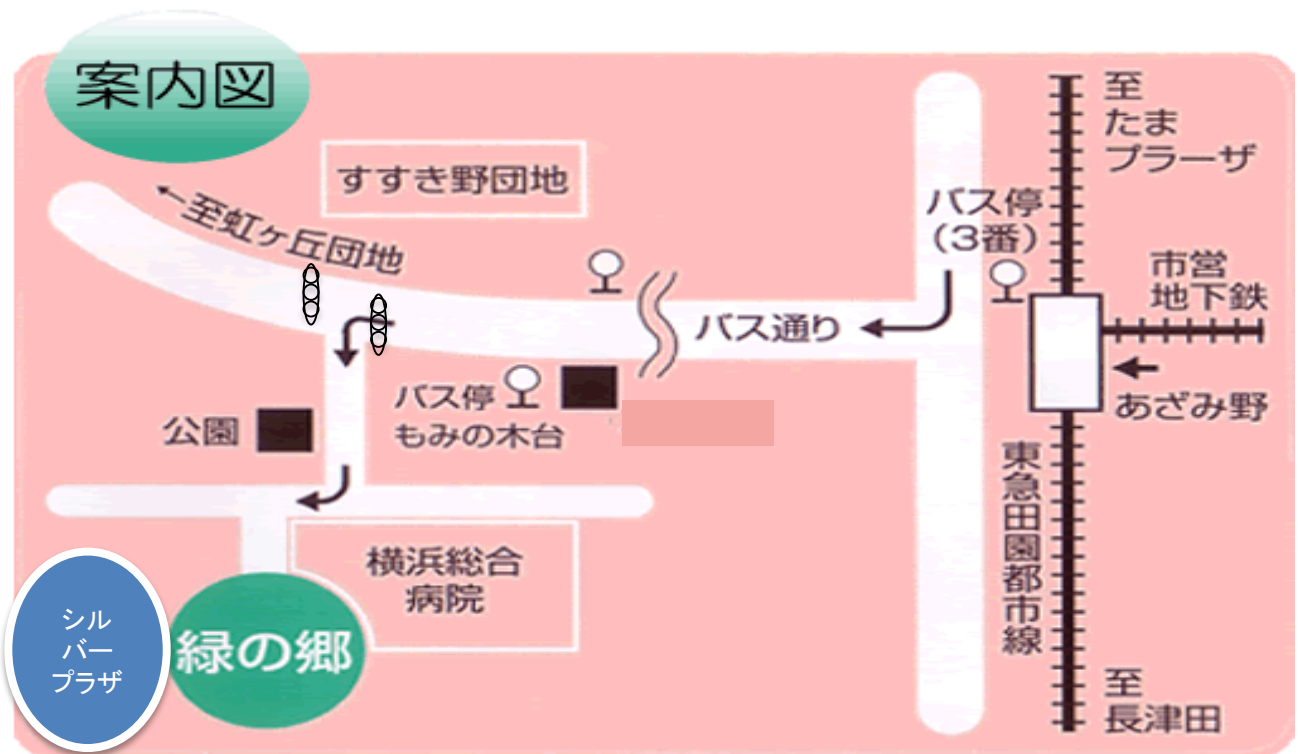 案内図
すすき野団地
←至虹ヶ丘団地
バス停
(3番)
至
たま
プラーザ
市営
地下鉄
バス通り
あざみ野
バス停
もみの木台
公園
東急田園都市線
横浜総合
病院
シル
バー
プラザ
緑の郷
至
長津田